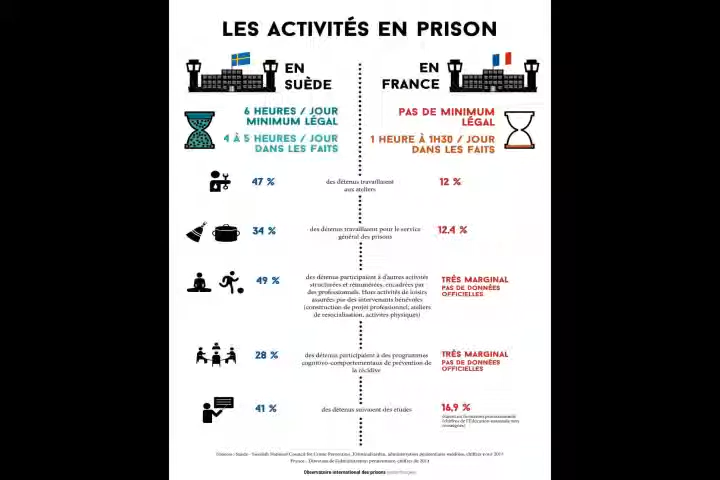 LES ACTIVITÉS EN PRISON
EN
SUÈDE
EN
FRANCE
6 HEURES / JOUR
MINIMUM LÉGAL
4 À 5 HEURES / JOUR
DANS LES FAITS
PAS DE MINIMUM
LÉGAL
1 HEURE À 1H30 / JOUR
DANS LES FAITS
47 %
des détenus travaillaient
aux ateliers
12 %
34 %
des détenus travaillaient pour le service
général des prisons
12,4 %
49 %
des détenus participaient à d'autres activités
structurées et rémunérées, encadrées par
des professionnels. Hors activités de loisirs
assurées par des intervenants bénévoles
(construction de projet professionnel, ateliers
de resocialisation, activités physiques)
TRÈS MARGINAL
PAS DE DONNÉES
OFFICIELLES
28 %
des détenus participaient à des programmes
cognitivo-comportementaux de prévention de
la récidive
TRÈS MARGINAL
PAS DE DONNÉES
OFFICIELLES
41 %
des détenus suivaient des études
16,9 %
Observatoire international des prisons